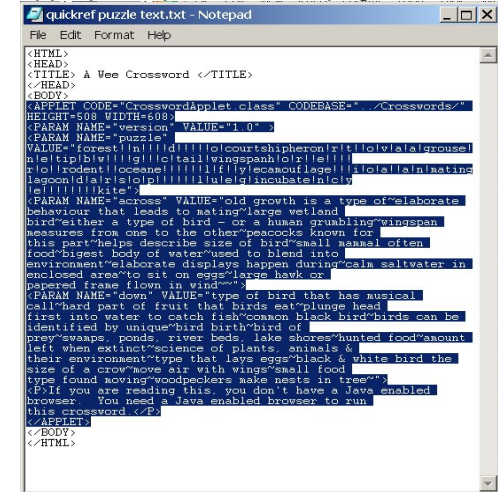 quickref puzzle text.txt - Notepad
File Edit Format Help
<HTML>
<HEAD>
<TITLE> A Wee Crossword </TITLE>
</HEAD>
<BODY>
<APPLET CODE="CrosswordApplet.class" CODEBASE="../Crosswords/"
HEIGHT=508 WIDTH=608>
<PARAM NAME="version" VALUE="1.0" >
<PARAM NAME="puzzle"
VALUE="forest!!n!!!!d!!!!!o!courtshipheron!r!t!!o!v!a!a!grouse!
n!e!tip!b!w!!!!g!!!c!tail!wingspanh!o!r!!e!!!!
r!o!!rodent!!oceane!!!!!!l!f!!y!ecamouflage!!!i!o!a!!a!n!mating
lagoon!d!a!r!s!o!p!!!!!!l!u!e!g!incubate!n!c!y
!e!!!!!!!!kite">
<PARAM NAME="across" VALUE="old growth is a type of~elaborate
behaviour that leads to mating~large wetland
bird~either a type of bird - or a human grumbling~wingspan
measures from one to the other~peacocks known for
this part~helps describe size of bird~small mammal often
food~bigest body of water~used to blend into
environment~elaborate displays happen during~calm saltwater in
enclosed area~to sit on eggs~large hawk or
papered frame flown in wind~~">
<PARAM NAME="down" VALUE="type of bird that has musical
call~hard part of fruit that birds eat~plunge head
first into water to catch fish~common black bird~birds can be
identified by unique~bird birth~bird of
prey~swamps, ponds, river beds, lake shores~hunted food~amount
left when extinct~science of plants, animals &
their environment~type that lays eggs~black & white bird the
size of a crow~move air with wings~small food
type found moving~woodpeckers make nests in tree~">
<P>If you are reading this, you don't have a Java enabled
browser. You need a Java enabled browser to run
this crossword.</P>
</APPLET>
</BODY>
</HTML>